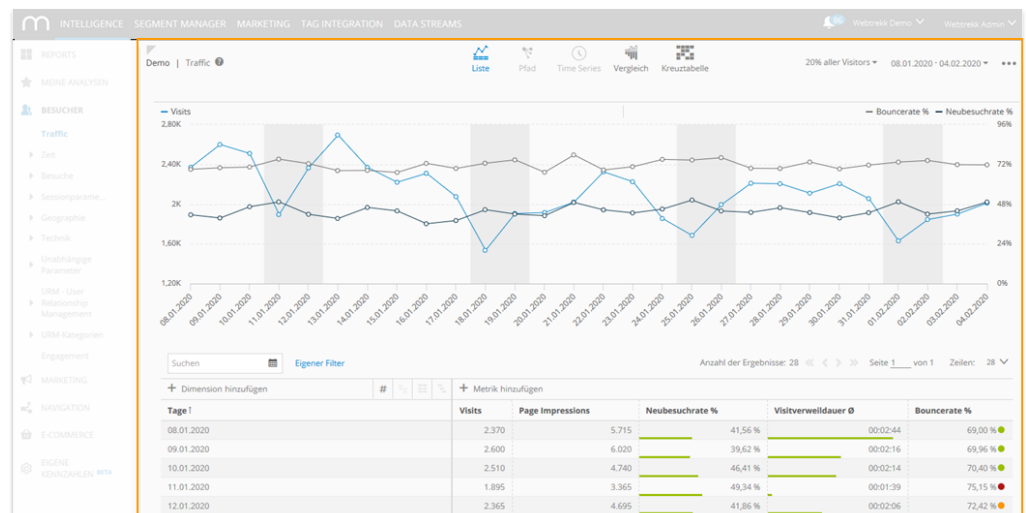 INTELLIGENCE SEGMENT MANAGER MARKETING TAG INTEGRATION DATA STREAMS Webtrekk Demo Webtrekk Admin
REPORTS
MEINE ANALYSEN
BESUCHER
Traffic
Zeit
Besuche
Sessionparame...
Geographie
Technik
Unabhängige
Parameter
URM - User
Relationship
Management
URM-Kategorien
Engagement
MARKETING
NAVIGATION
E-COMMERCE
EIGENE
KENNZAHLEN BETA
Demo | Traffic
Liste Pfad Time Series Vergleich Kreuztabelle
20% aller Visitors 08.01.2020 - 04.02.2020
Visits Bouncerate % Neubesuchrate %
2,80K 96%
2,40K 72%
2K 48%
1,60K 24%
1,20K 0%
08.01.2020 09.01.2020 10.01.2020 11.01.2020 12.01.2020 13.01.2020 14.01.2020 15.01.2020 16.01.2020 17.01.2020 18.01.2020 19.01.2020 20.01.2020 21.01.2020 22.01.2020 23.01.2020 24.01.2020 25.01.2020 26.01.2020 27.01.2020 28.01.2020 29.01.2020 30.01.2020 31.01.2020 01.02.2020 02.02.2020 03.02.2020 04.02.2020
Suchen Eigener Filter Anzahl der Ergebnisse: 28 Seite 1 von 1 Zeilen: 28
+ Dimension hinzufügen # + Metrik hinzufügen
Tage Visits Page Impressions Neubesuchrate % Visitverweildauer Ø Bouncerate %
08.01.2020 2.370 5.715 41,56 % 00:02:44 69,00 %
09.01.2020 2.600 6.020 39,62 % 00:02:16 69,96 %
10.01.2020 2.510 4.740 46,41 % 00:02:14 70,40 %
11.01.2020 1.895 3.365 49,34 % 00:01:39 75,15 %
12.01.2020 2.365 4.695 41,86 % 00:02:06 72,42 %